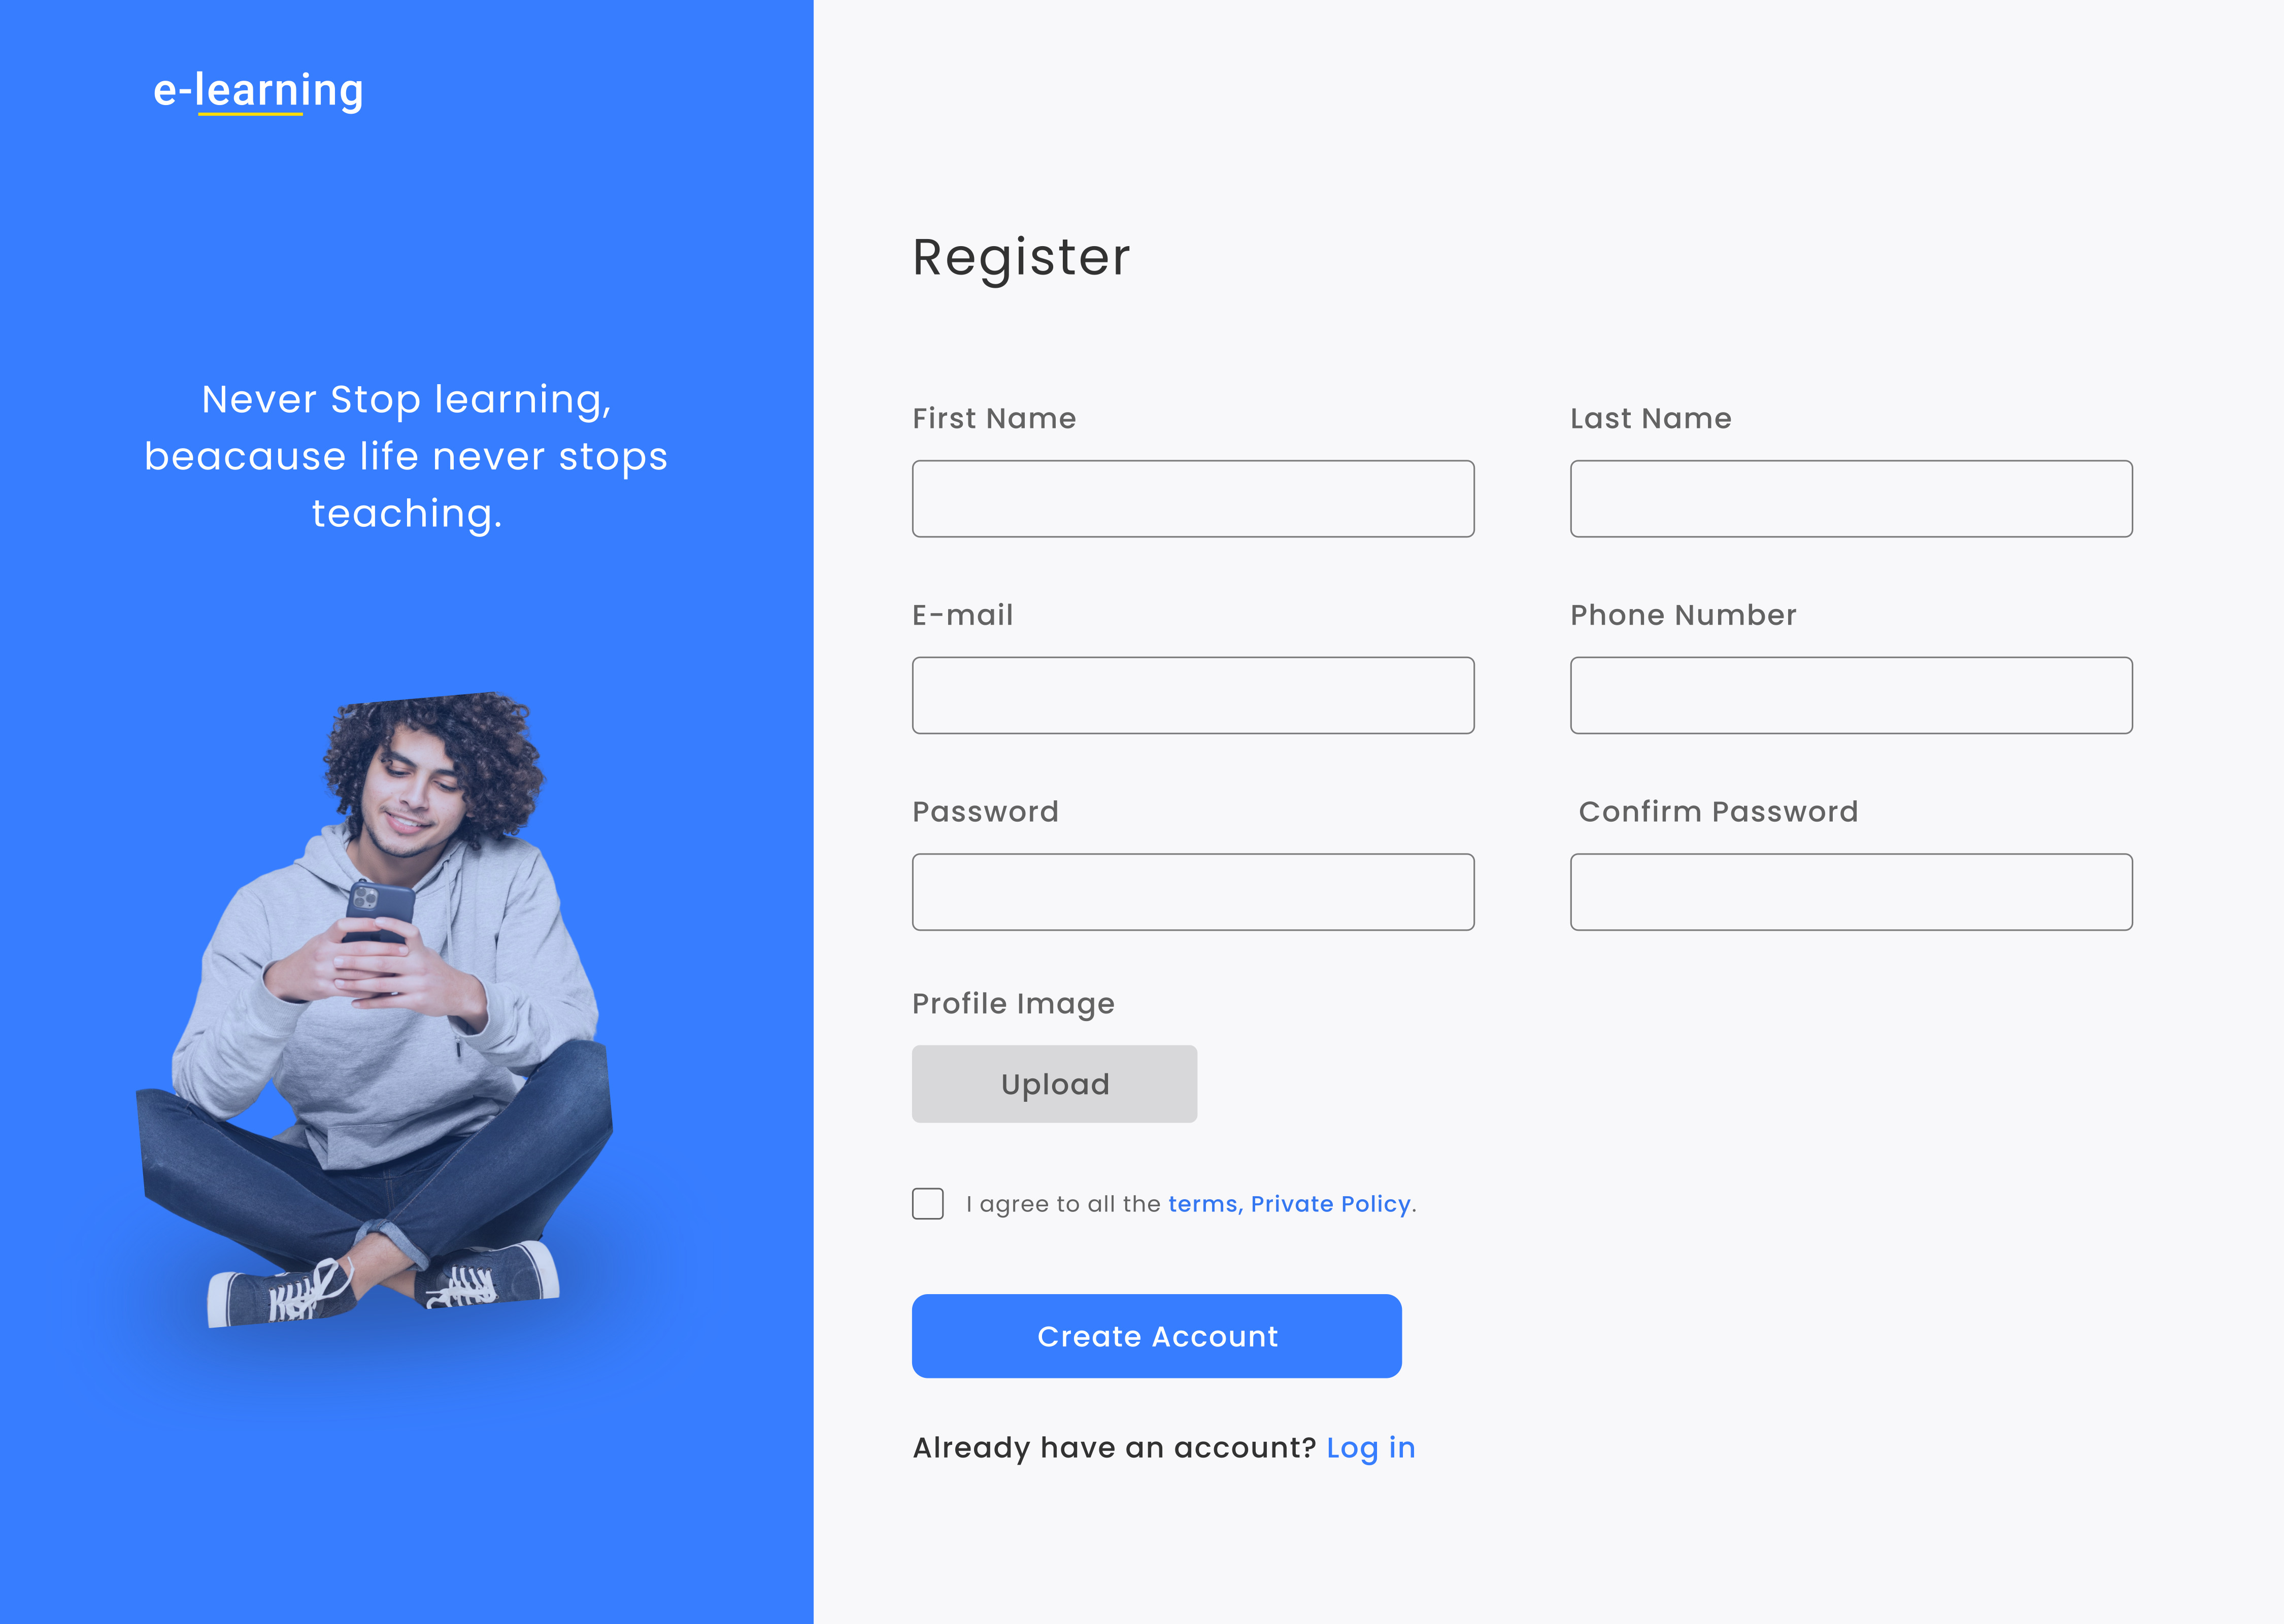 e-learning
Never Stop learning,
beacause life never stops
teaching.
Register
First Name
Last Name
E-mail
Phone Number
Password
Confirm Password
Profile Image
Upload
I agree to all the terms, Private Policy.
Create Account
Already have an account? Log in